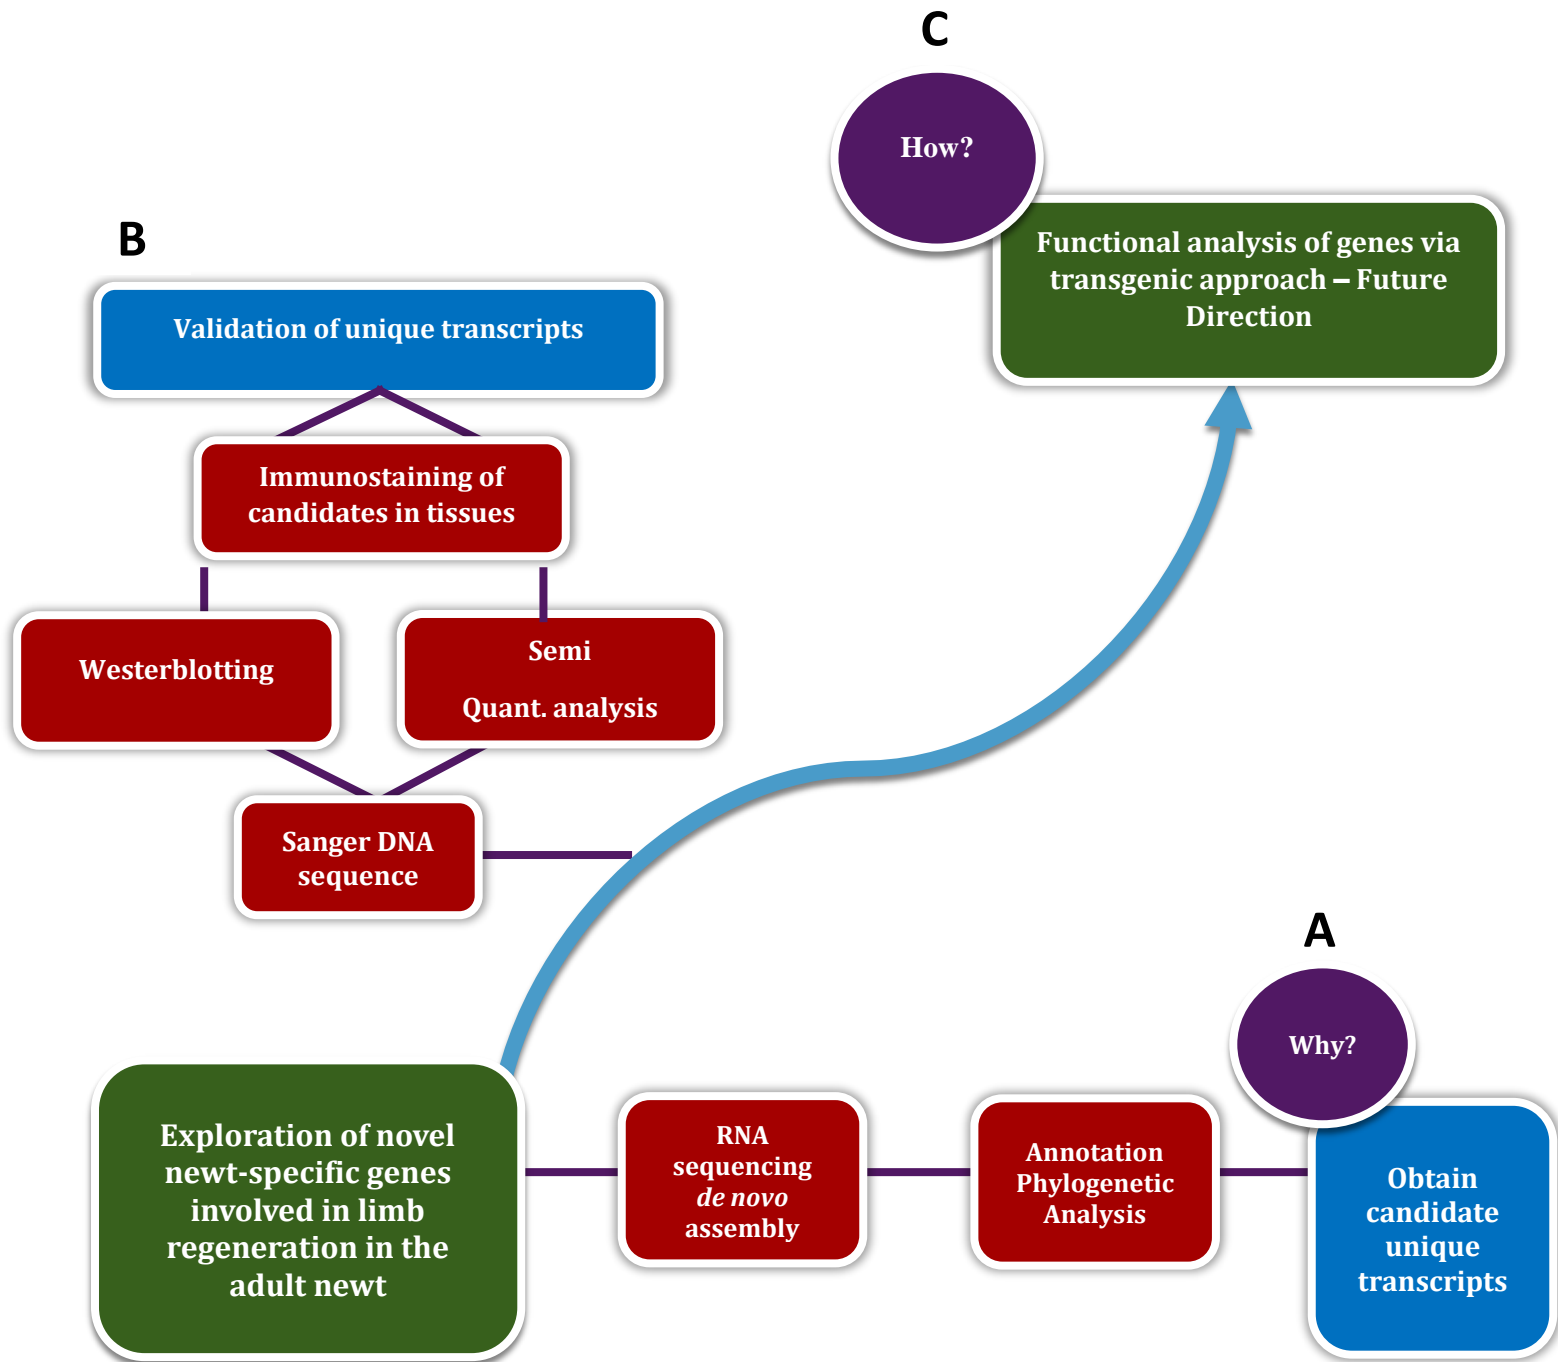 C
How?
Functional analysis of genes via
transgenic approach – Future
Direction
B
Validation of unique transcripts
Immunostaining of
candidates in tissues
Westerblotting
Semi
Quant. analysis
Sanger DNA
sequence
A
Why?
Exploration of novel
newt-specific genes
involved in limb
regeneration in the
adult newt
RNA
sequencing
de novo
assembly
Annotation
Phylogenetic
Analysis
Obtain
candidate
unique
transcripts